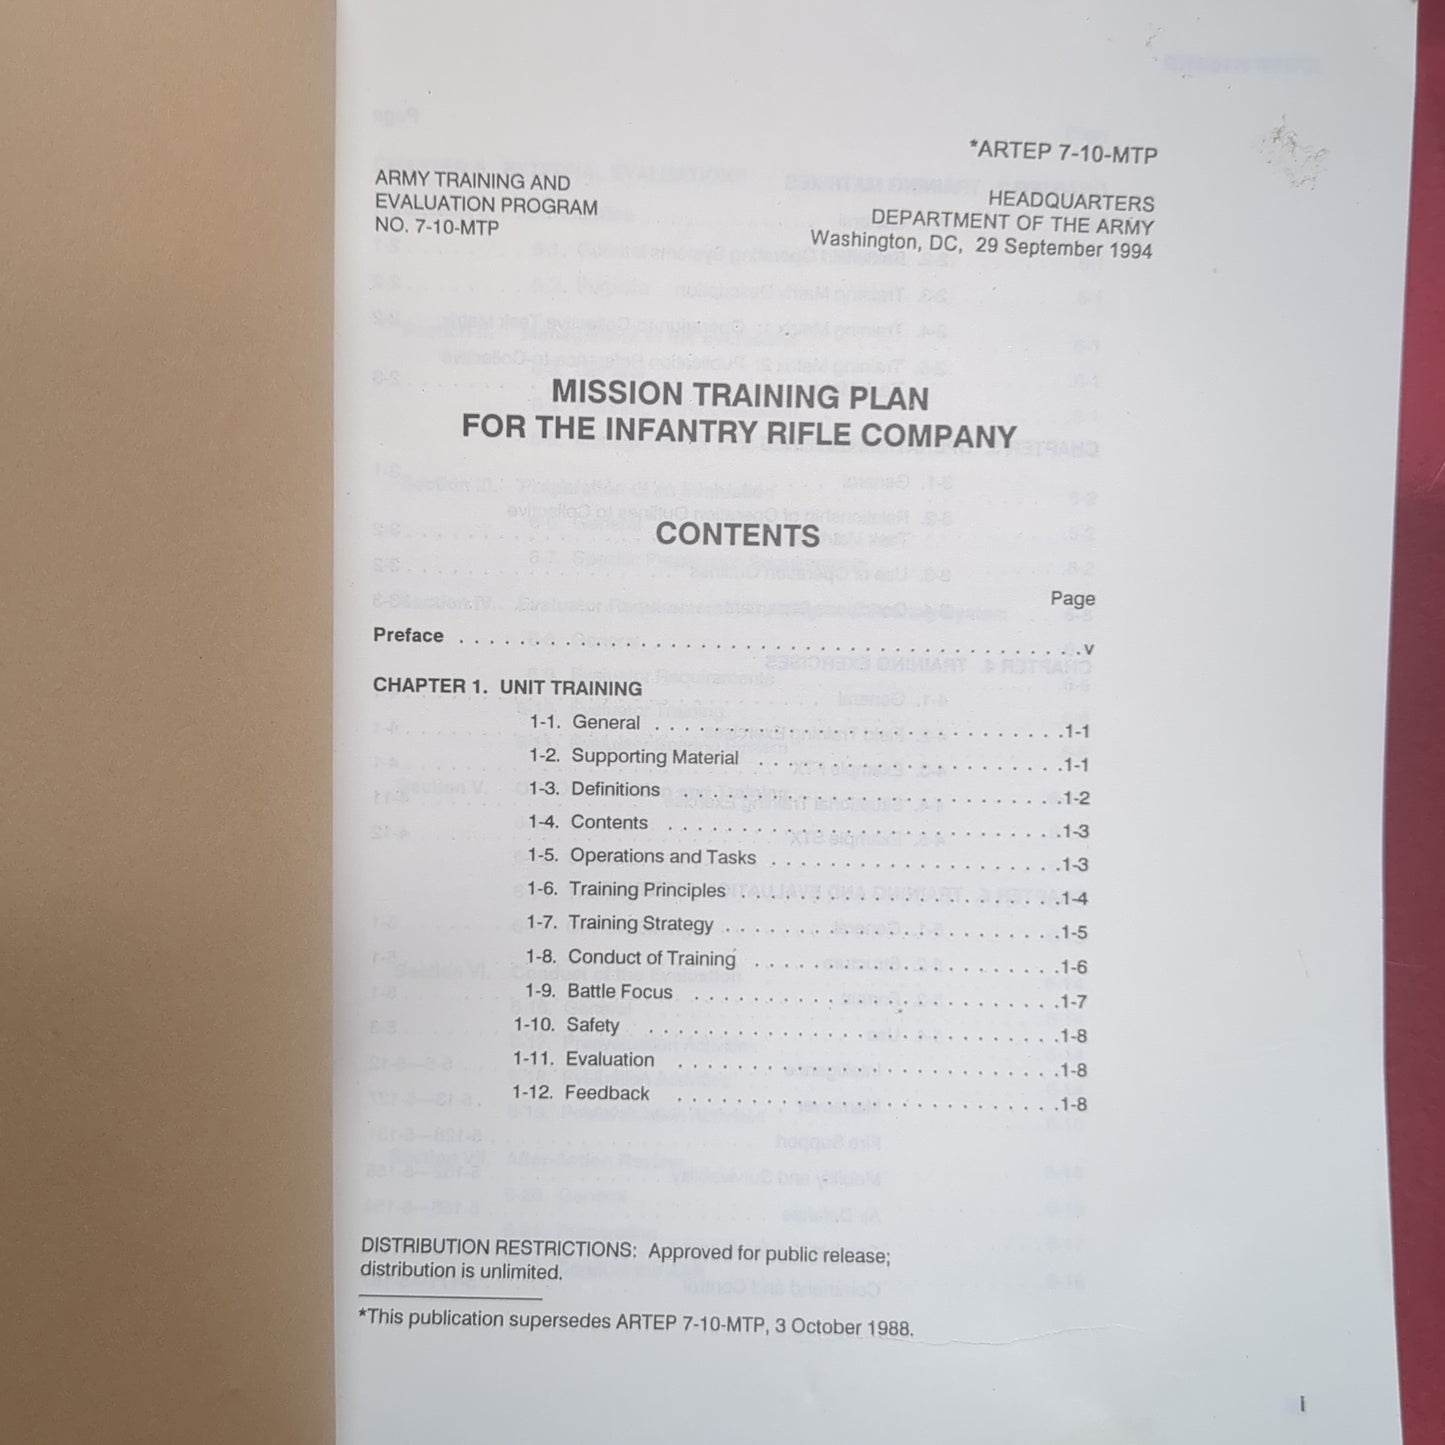 *ARTEP 7-10-MTP
ARMY TRAINING AND
EVALUATION PROGRAM
NO. 7-10-MTP
HEADQUARTERS
DEPARTMENT OF THE ARMY
Washington, DC, 29 September 1994
MISSION TRAINING PLAN
FOR THE INFANTRY RIFLE COMPANY
CONTENTS
Page
Preface . . . . . . . . . . . . . . . . . . . . v
CHAPTER 1. UNIT TRAINING
1-1. General . . . . . . . . . . . . . . . . . . . . 1-1
1-2. Supporting Material . . . . . . . . . . . . . . . . . . . . 1-1
1-3. Definitions . . . . . . . . . . . . . . . . . . . . 1-2
1-4. Contents . . . . . . . . . . . . . . . . . . . . 1-3
1-5. Operations and Tasks . . . . . . . . . . . . . . . . . . . . 1-3
1-6. Training Principles . . . . . . . . . . . . . . . . . . . . 1-4
1-7. Training Strategy . . . . . . . . . . . . . . . . . . . . 1-5
1-8. Conduct of Training . . . . . . . . . . . . . . . . . . . . 1-6
1-9. Battle Focus . . . . . . . . . . . . . . . . . . . . 1-7
1-10. Safety . . . . . . . . . . . . . . . . . . . . 1-8
1-11. Evaluation . . . . . . . . . . . . . . . . . . . . 1-8
1-12. Feedback . . . . . . . . . . . . . . . . . . . . 1-8
DISTRIBUTION RESTRICTIONS: Approved for public release;
distribution is unlimited.
*This publication supersedes ARTEP 7-10-MTP, 3 October 1988.
i